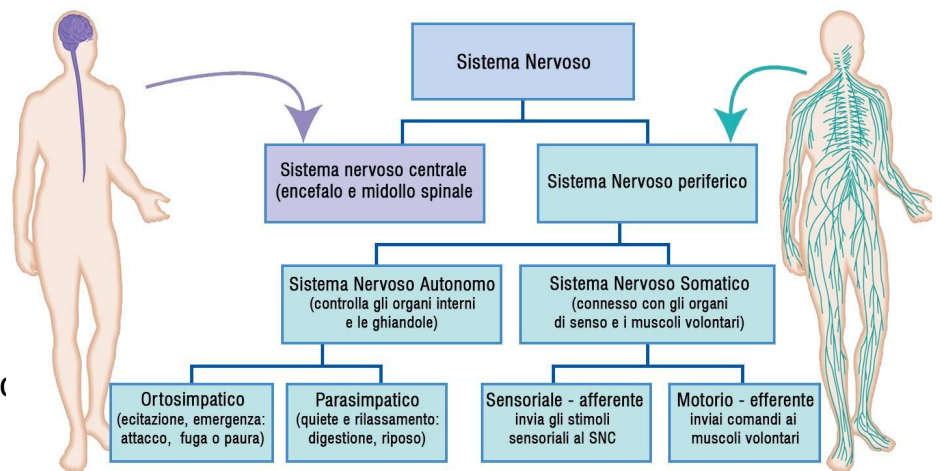 Sistema Nervoso
Sistema nervoso centrale
(encefalo e midollo spinale
Sistema Nervoso periferico
Sistema Nervoso Autonomo
(controlla gli organi interni
e le ghiandole)
Sistema Nervoso Somatico
(connesso con gli organi
di senso e i muscoli volontari)
Ortosimpatico
(ecitazione, emergenza:
attacco, fuga o paura)
Parasimpatico
(quiete e rilassamento:
digestione, riposo)
Sensoriale - afferente
invia gli stimoli
sensoriali al SNC
Motorio - efferente
inviai comandi ai
muscoli volontari